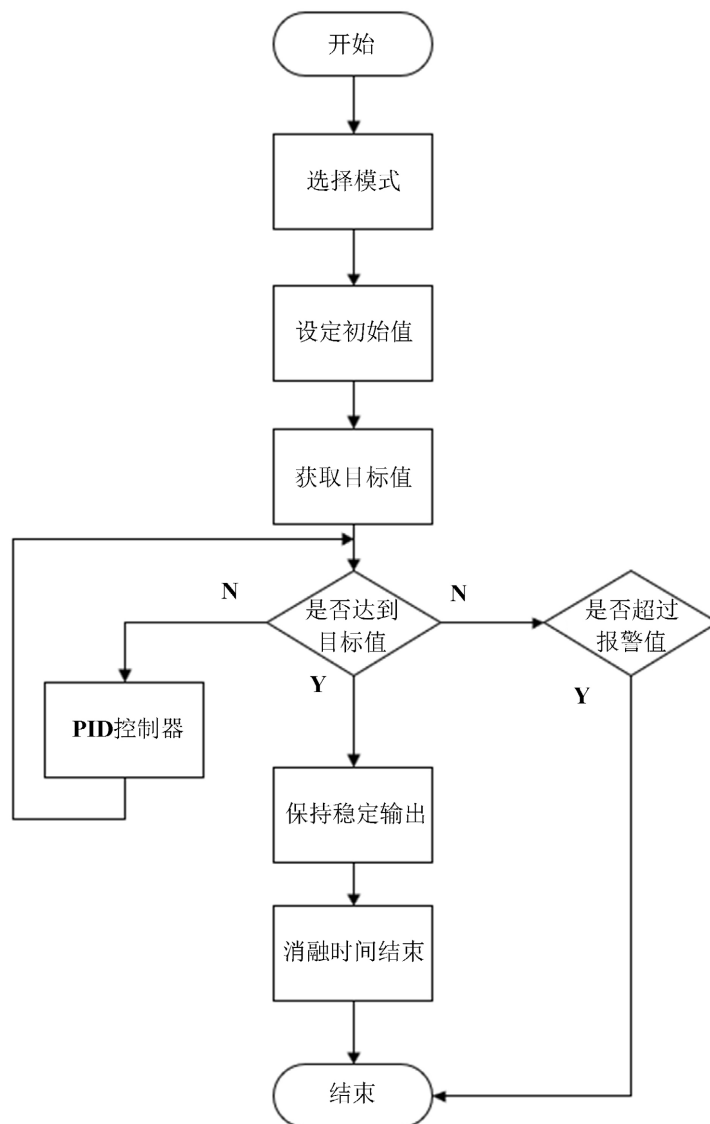 开始
选择模式
设定初始值
获取目标值
N
是否达到
目标值
N
是否超过
报警值
Y
Y
PID控制器
保持稳定输出
消融时间结束
结束